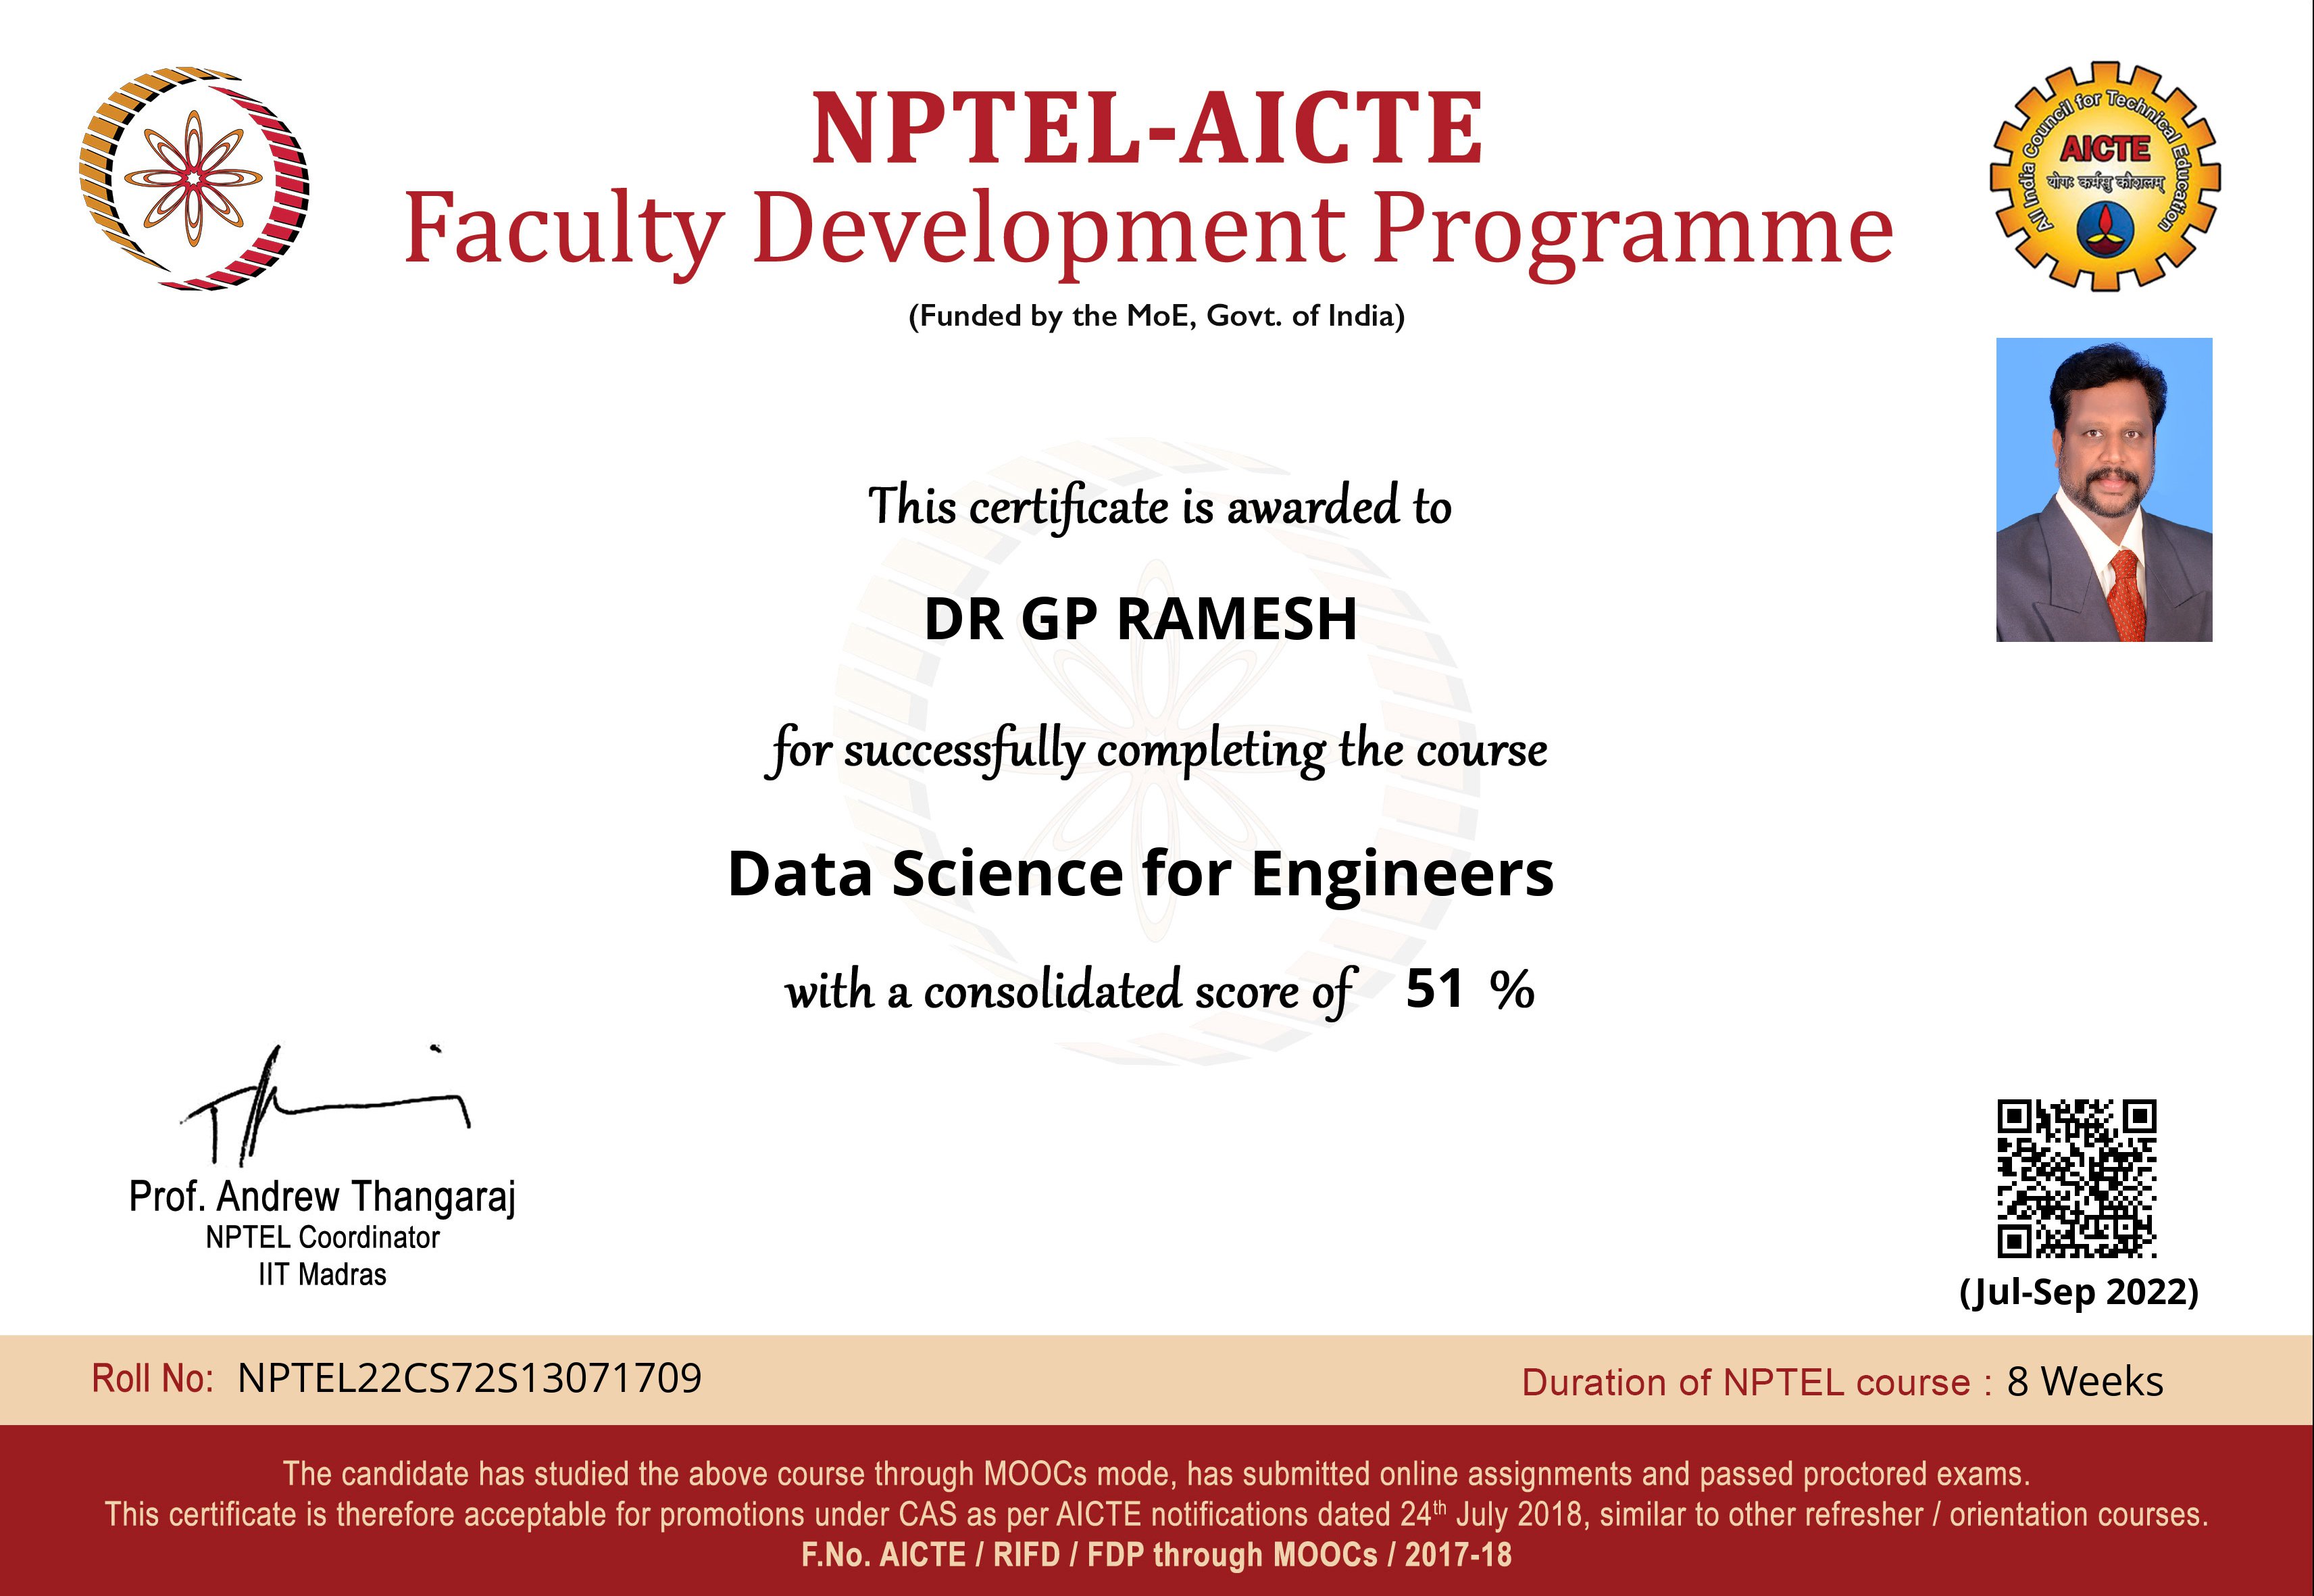 NPTEL-AICTE
Faculty Development Programme
(Funded by the MoE, Govt. of India)
All India Council for Technical Education
AICTE
योगः कर्मसु कौशलम्
This certificate is awarded to
DR GP RAMESH
for successfully completing the course
Data Science for Engineers
with a consolidated score of 51 %
Prof. Andrew Thangaraj
NPTEL Coordinator
IIT Madras
(Jul-Sep 2022)
Roll No: NPTEL22CS72S13071709
Duration of NPTEL course : 8 Weeks
The candidate has studied the above course through MOOCs mode, has submitted online assignments and passed proctored exams.
This certificate is therefore acceptable for promotions under CAS as per AICTE notifications dated 24th July 2018, similar to other refresher / orientation courses.
F.No. AICTE / RIFD / FDP through MOOCs / 2017-18